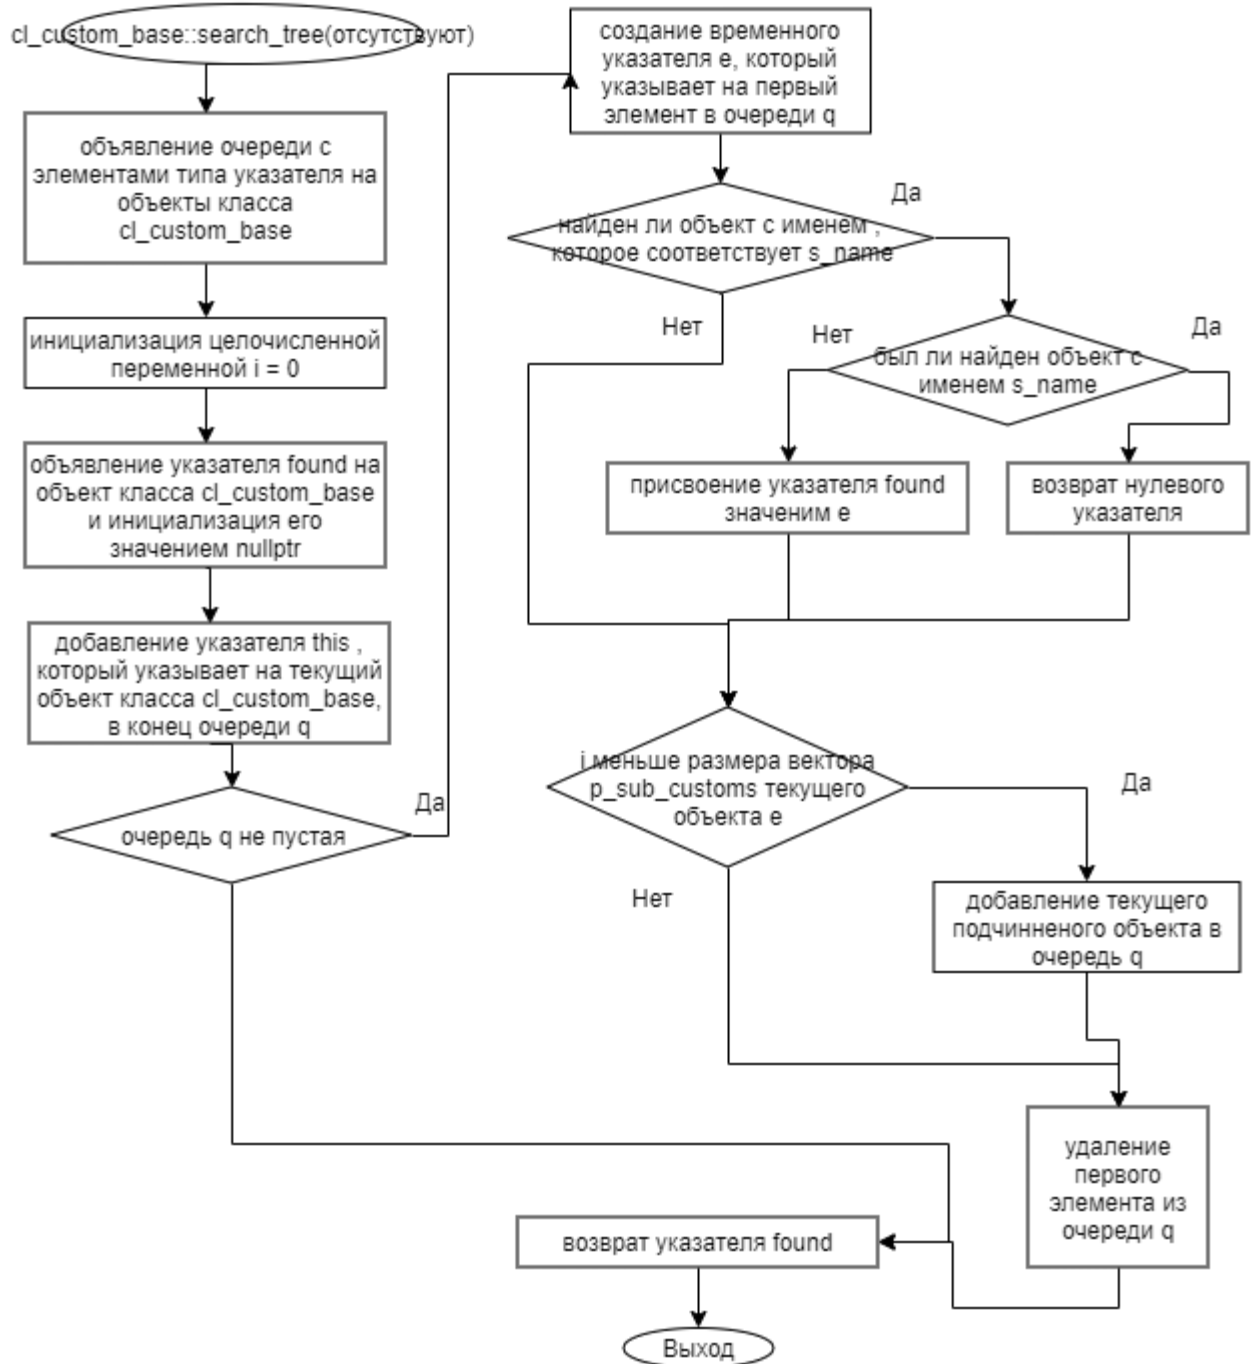 cl_custom_base::search_tree(отсутствуют)
объявление очереди с
элементами типа указателя на
объекты класса
cl_custom_base
инициализация целочисленной
переменной i = 0
объявление указателя found на
объект класса cl_custom_base
и инициализация его
значением nullptr
добавление указателя this ,
который указывает на текущий
объект класса cl_custom_base,
в конец очереди q
Да
очередь q не пустая
создание временного
указателя e, который
указывает на первый
элемент в очереди q
Да
найден ли объект с именем ,
которое соответствует s_name
Нет
Нет
Да
был ли найден объект с
именем s_name
присвоение указателя found
значеним e
возврат нулевого
указателя
i меньше размера вектора
p_sub_customs текущего
объекта e
Да
Нет
добавление текущего
подчинненого объекта в
очередь q
удаление
первого
элемента из
очереди q
возврат указателя found
Выход